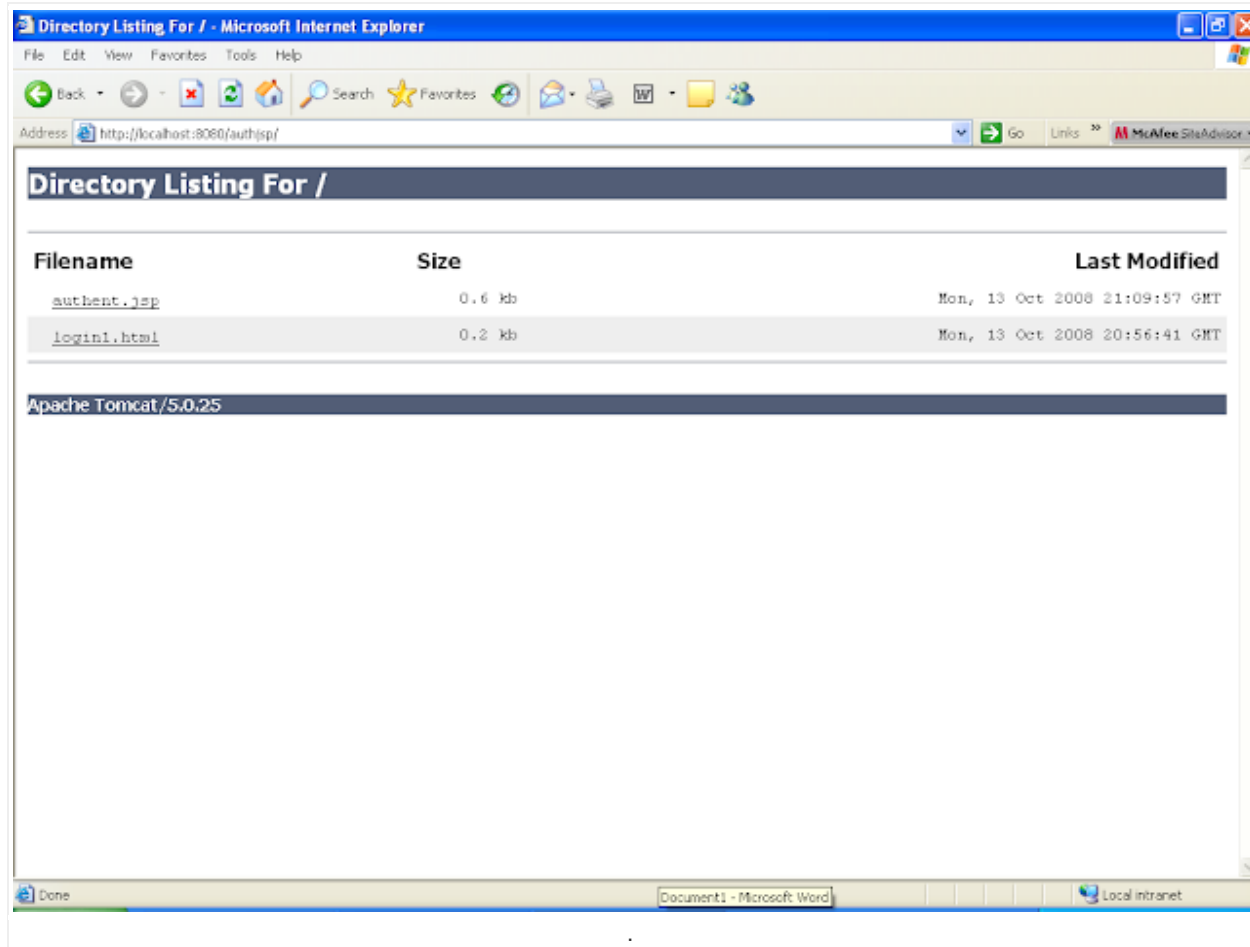 Directory Listing For / - Microsoft Internet Explorer
File Edit View Favorites Tools Help
Back Search Favorites W
Address http://localhost:8080/authjsp/ Go Links » McAfee SiteAdvisor
Directory Listing For /
Filename Size Last Modified
authent.jsp 0.6 kb Mon, 13 Oct 2008 21:09:57 GMT
login1.html 0.2 kb Mon, 13 Oct 2008 20:56:41 GMT
Apache Tomcat/5.0.25
Done Document1 - Microsoft Word Local intranet
.